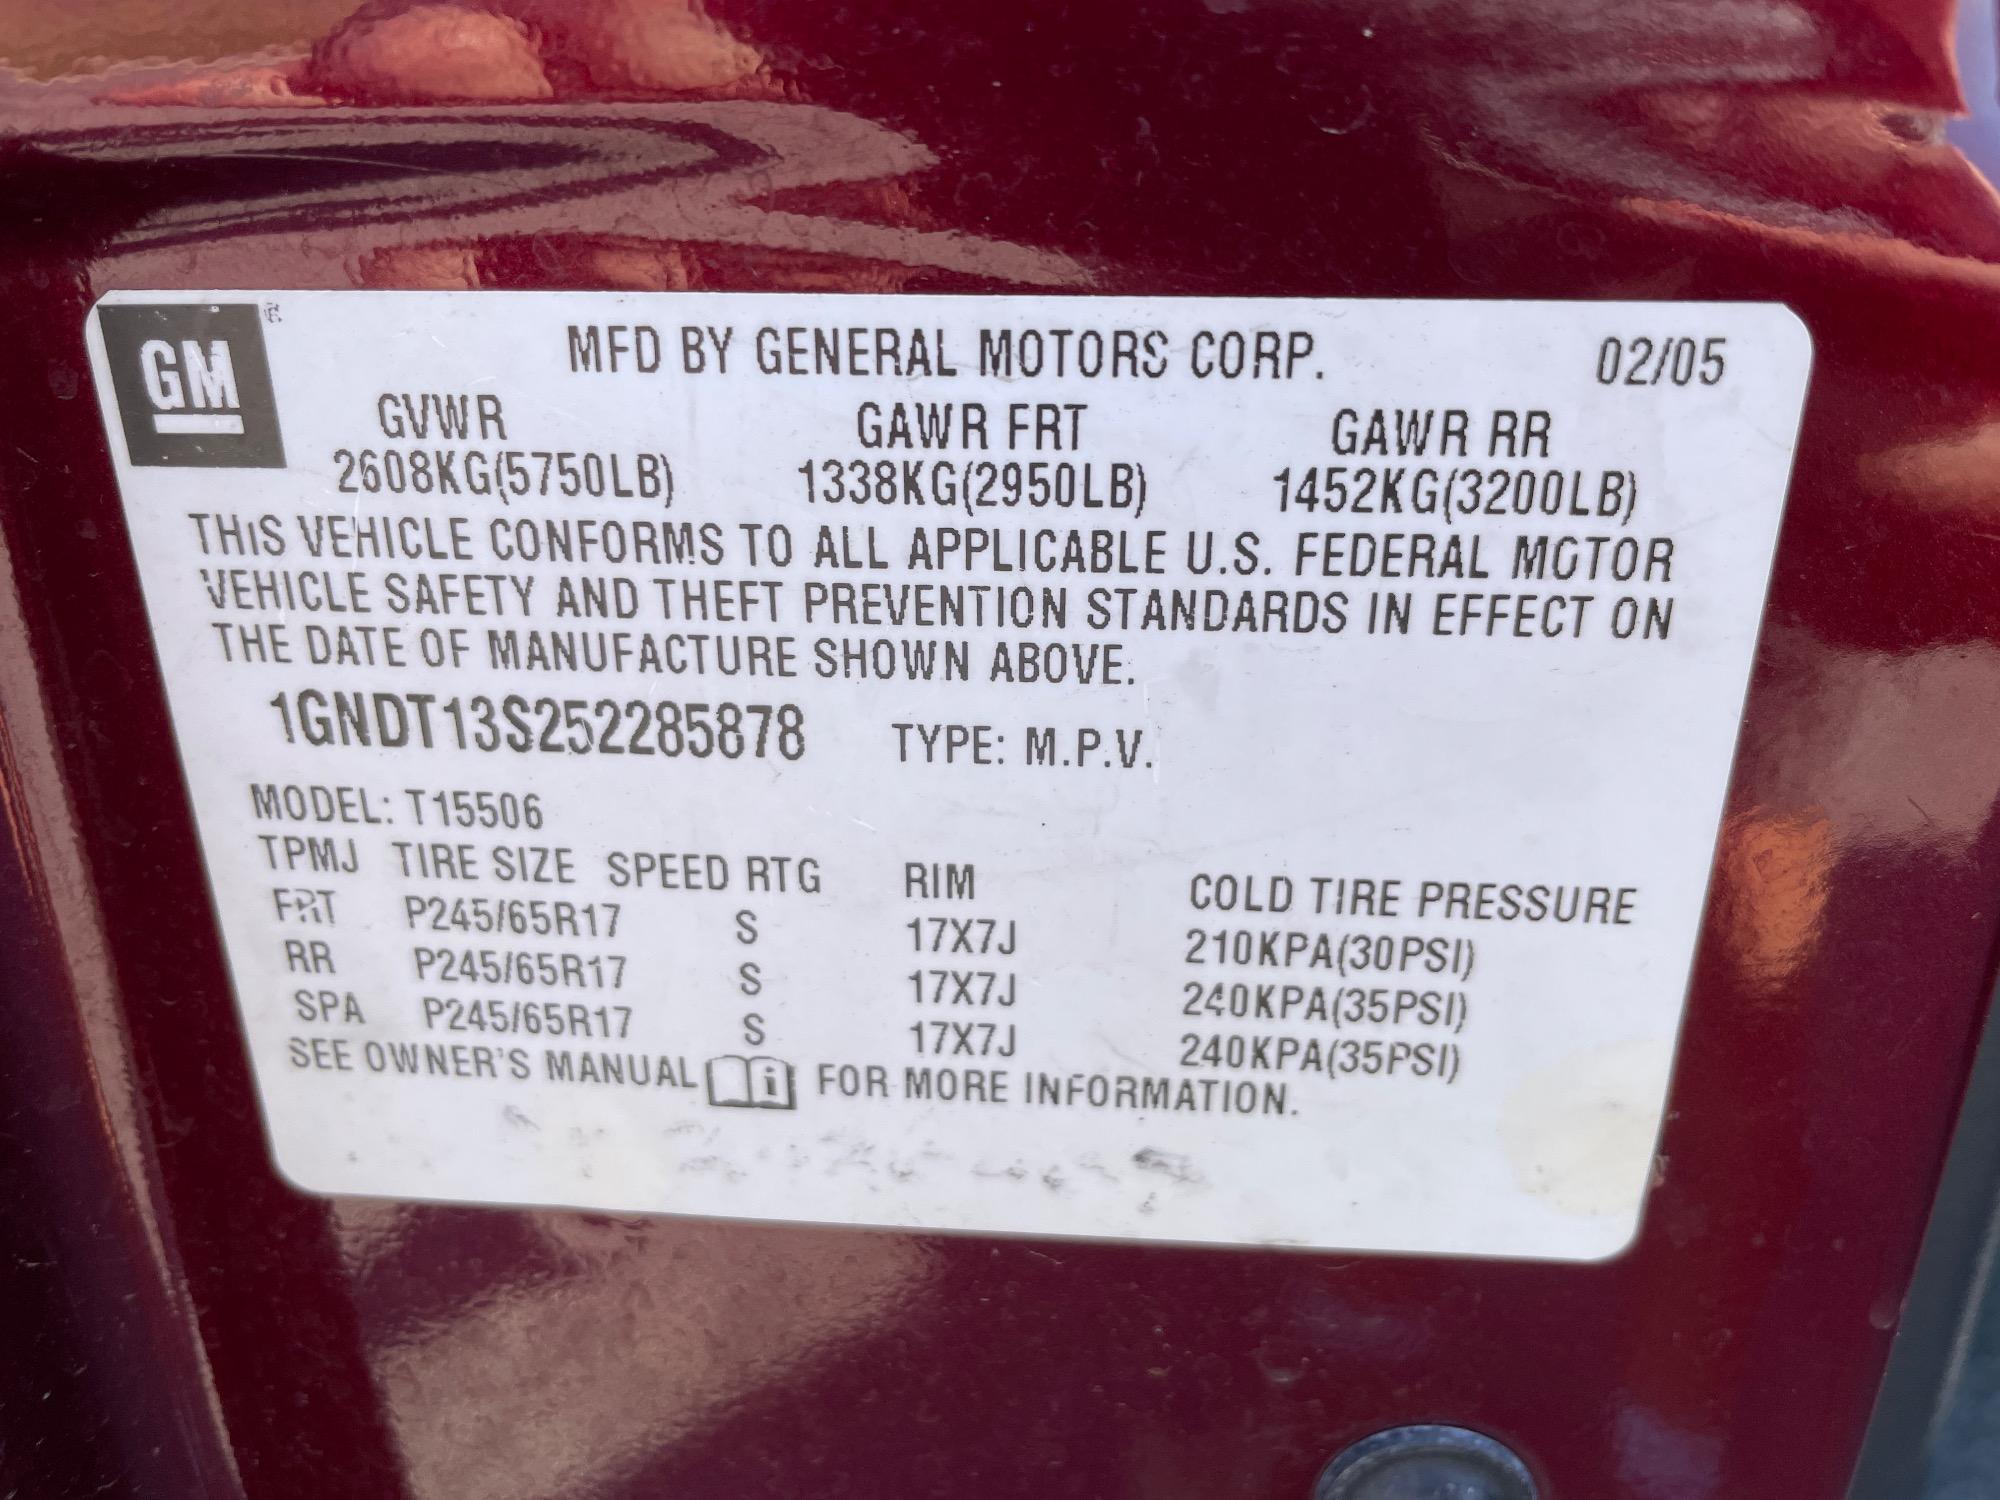 GM ®
MFD BY GENERAL MOTORS CORP. 02/05
GVWR GAWR FRT GAWR RR
2608KG(5750LB) 1338KG(2950LB) 1452KG(3200LB)
THIS VEHICLE CONFORMS TO ALL APPLICABLE U.S. FEDERAL MOTOR
VEHICLE SAFETY AND THEFT PREVENTION STANDARDS IN EFFECT ON
THE DATE OF MANUFACTURE SHOWN ABOVE.
1GNDT13S252285878 TYPE: M.P.V.
MODEL: T15506
TPMJ TIRE SIZE SPEED RTG RIM COLD TIRE PRESSURE
FRT P245/65R17 S 17X7J 210KPA(30PSI)
RR P245/65R17 S 17X7J 240KPA(35PSI)
SPA P245/65R17 S 17X7J 240KPA(35PSI)
SEE OWNER'S MANUAL i FOR MORE INFORMATION.